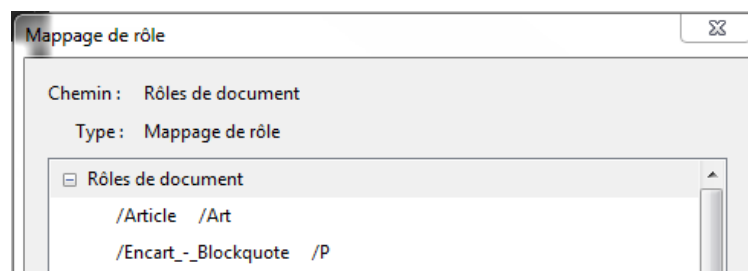 Mappage de rôle
Chemin : Rôles de document
Type : Mappage de rôle
Rôles de document
/Article /Art
/Encart_-_Blockquote /P